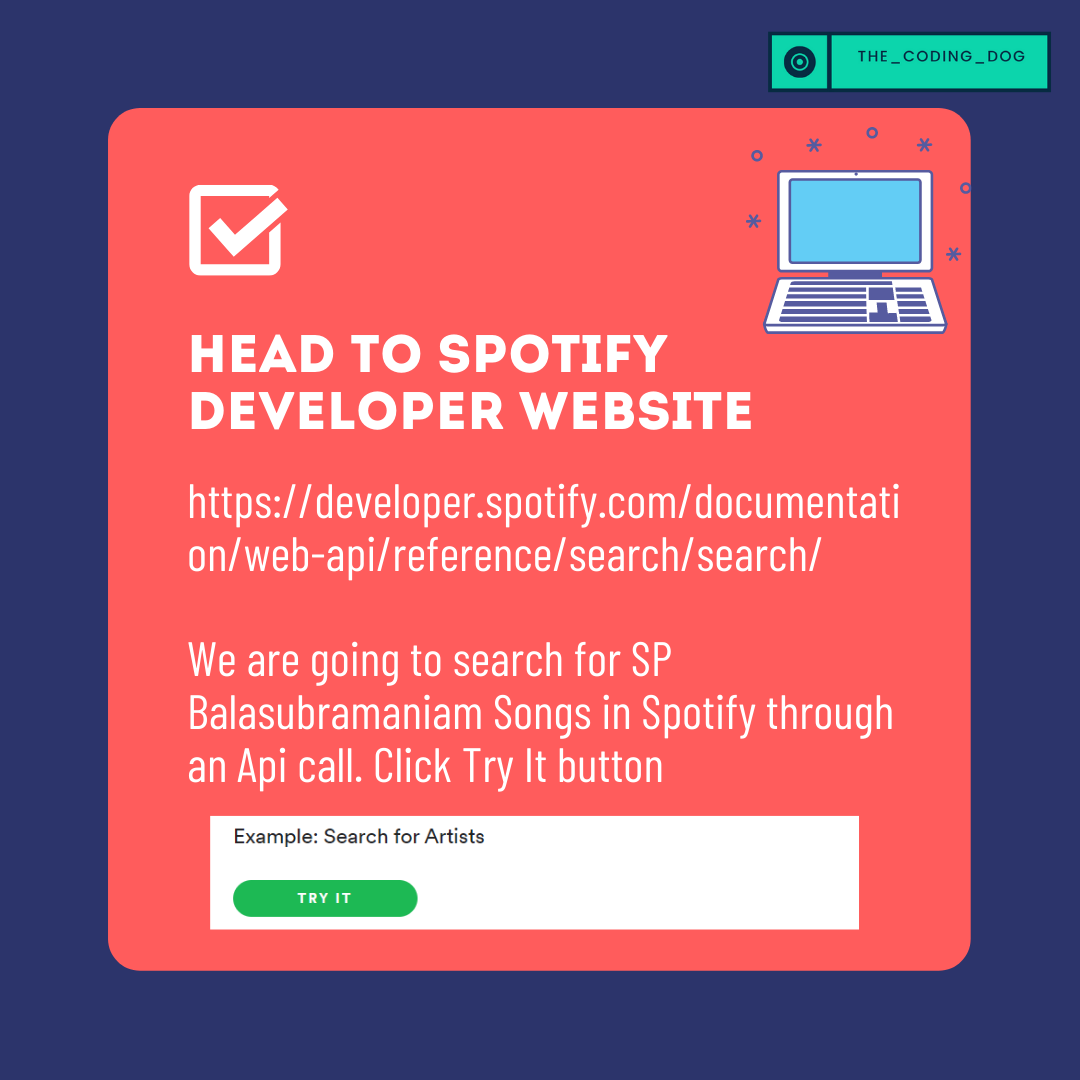 THE_CODING_DOG
HEAD TO SPOTIFY
DEVELOPER WEBSITE
https://developer.spotify.com/documentati
on/web-api/reference/search/search/
We are going to search for SP
Balasubramaniam Songs in Spotify through
an Api call. Click Try It button
Example: Search for Artists
TRY IT